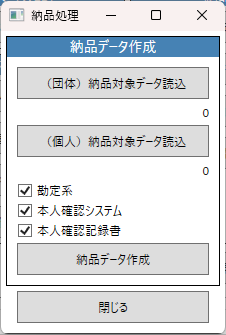 納品処理
納品データ作成
（団体）納品対象データ読込
0
（個人）納品対象データ読込
0
勘定系
本人確認システム
本人確認記録書
納品データ作成
閉じる